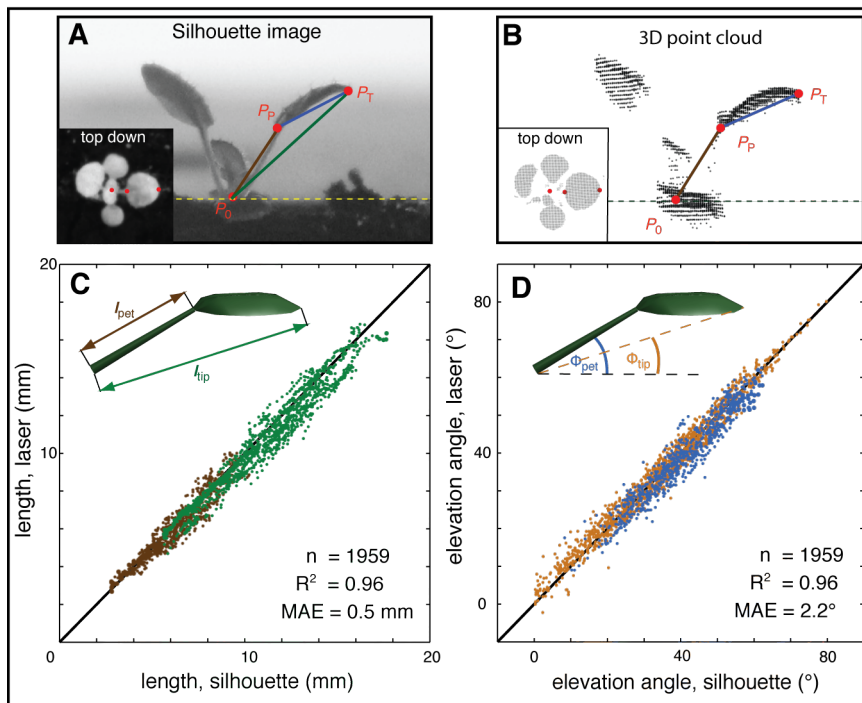 A
Silhouette image
P_T
P_P
top down
P_0
B
3D point cloud
P_T
P_P
top down
P_0
C
20
10
0
10
20
l_pet
l_tip
n = 1959
R² = 0.96
MAE = 0.5 mm
length, laser (mm)
length, silhouette (mm)
D
80
40
0
0
40
80
Φ_pet
Φ_tip
n = 1959
R² = 0.96
MAE = 2.2°
elevation angle, laser (°)
elevation angle, silhouette (°)